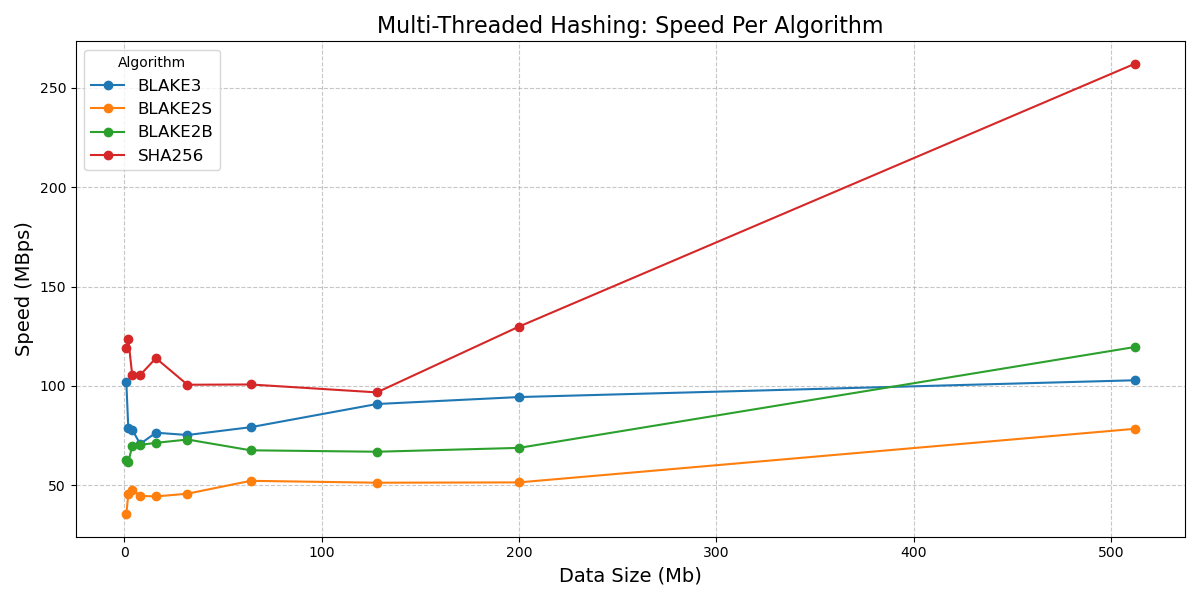 Multi-Threaded Hashing: Speed Per Algorithm
Algorithm
BLAKE3
BLAKE2S
BLAKE2B
SHA256
250
200
150
100
50
Speed (MBps)
0 100 200 300 400 500
Data Size (Mb)